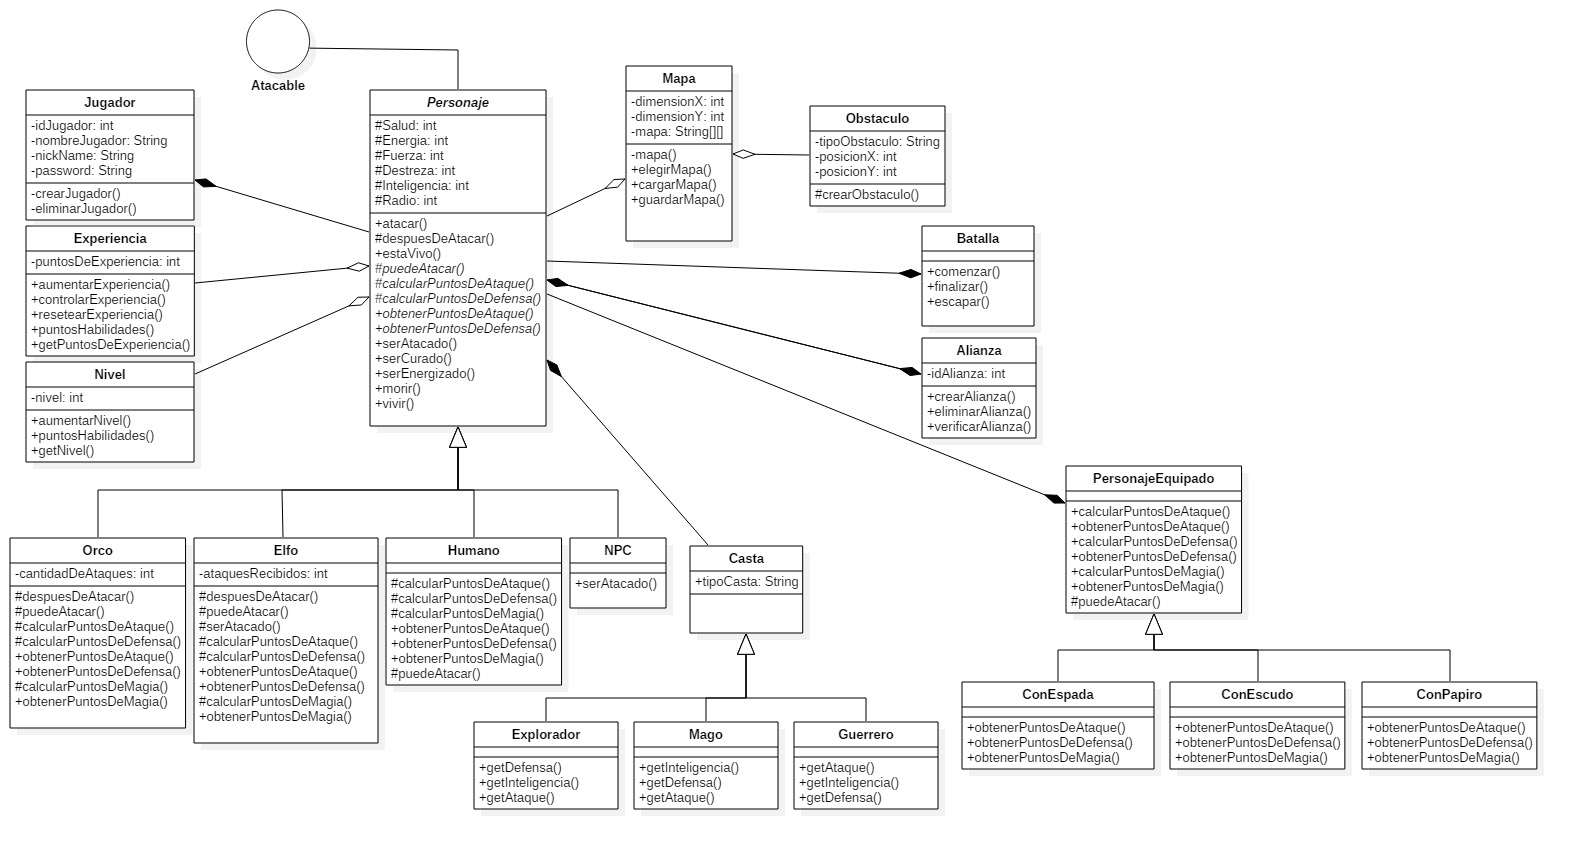 Atacable
Jugador
-idJugador: int
-nombreJugador: String
-nickName: String
-password: String
-crearJugador()
-eliminarJugador()
Experiencia
-puntosDeExperiencia: int
+aumentarExperiencia()
+controlarExperiencia()
+resetearExperiencia()
+puntosHabilidades()
+getPuntosDeExperiencia()
Nivel
-nivel: int
+aumentarNivel()
+puntosHabilidades()
+getNivel()
Personaje
#Salud: int
#Energia: int
#Fuerza: int
#Destreza: int
#Inteligencia: int
#Radio: int
+atacar()
#despuesDeAtacar()
+estaVivo()
#puedeAtacar()
#calcularPuntosDeAtaque()
#calcularPuntosDeDefensa()
+obtenerPuntosDeAtaque()
+obtenerPuntosDeDefensa()
+serAtacado()
+serCurado()
+serEnergizado()
+morir()
+vivir()
Mapa
-dimensionX: int
-dimensionY: int
-mapa: String[][]
-mapa()
+elegirMapa()
+cargarMapa()
+guardarMapa()
Obstaculo
-tipoObstaculo: String
-posicionX: int
-posicionY: int
#crearObstaculo()
Batalla
+comenzar()
+finalizar()
+escapar()
Alianza
-idAlianza: int
+crearAlianza()
+eliminarAlianza()
+verificarAlianza()
PersonajeEquipado
+calcularPuntosDeAtaque()
+obtenerPuntosDeAtaque()
+calcularPuntosDeDefensa()
+obtenerPuntosDeDefensa()
+calcularPuntosDeMagia()
+obtenerPuntosDeMagia()
#puedeAtacar()
Orco
-cantidadDeAtaques: int
#despuesDeAtacar()
#puedeAtacar()
#calcularPuntosDeAtaque()
#calcularPuntosDeDefensa()
+obtenerPuntosDeAtaque()
+obtenerPuntosDeDefensa()
#calcularPuntosDeMagia()
+obtenerPuntosDeMagia()
Elfo
-ataquesRecibidos: int
#despuesDeAtacar()
#puedeAtacar()
#serAtacado()
#calcularPuntosDeAtaque()
#calcularPuntosDeDefensa()
+obtenerPuntosDeAtaque()
+obtenerPuntosDeDefensa()
#calcularPuntosDeMagia()
+obtenerPuntosDeMagia()
Humano
#calcularPuntosDeAtaque()
#calcularPuntosDeDefensa()
#calcularPuntosDeMagia()
+obtenerPuntosDeAtaque()
+obtenerPuntosDeDefensa()
+obtenerPuntosDeMagia()
#puedeAtacar()
NPC
+serAtacado()
Casta
+tipoCasta: String
Explorador
+getDefensa()
+getInteligencia()
+getAtaque()
Mago
+getInteligencia()
+getDefensa()
+getAtaque()
Guerrero
+getAtaque()
+getInteligencia()
+getDefensa()
ConEspada
+obtenerPuntosDeAtaque()
+obtenerPuntosDeDefensa()
+obtenerPuntosDeMagia()
ConEscudo
+obtenerPuntosDeAtaque()
+obtenerPuntosDeDefensa()
+obtenerPuntosDeMagia()
ConPapiro
+obtenerPuntosDeAtaque()
+obtenerPuntosDeDefensa()
+obtenerPuntosDeMagia()